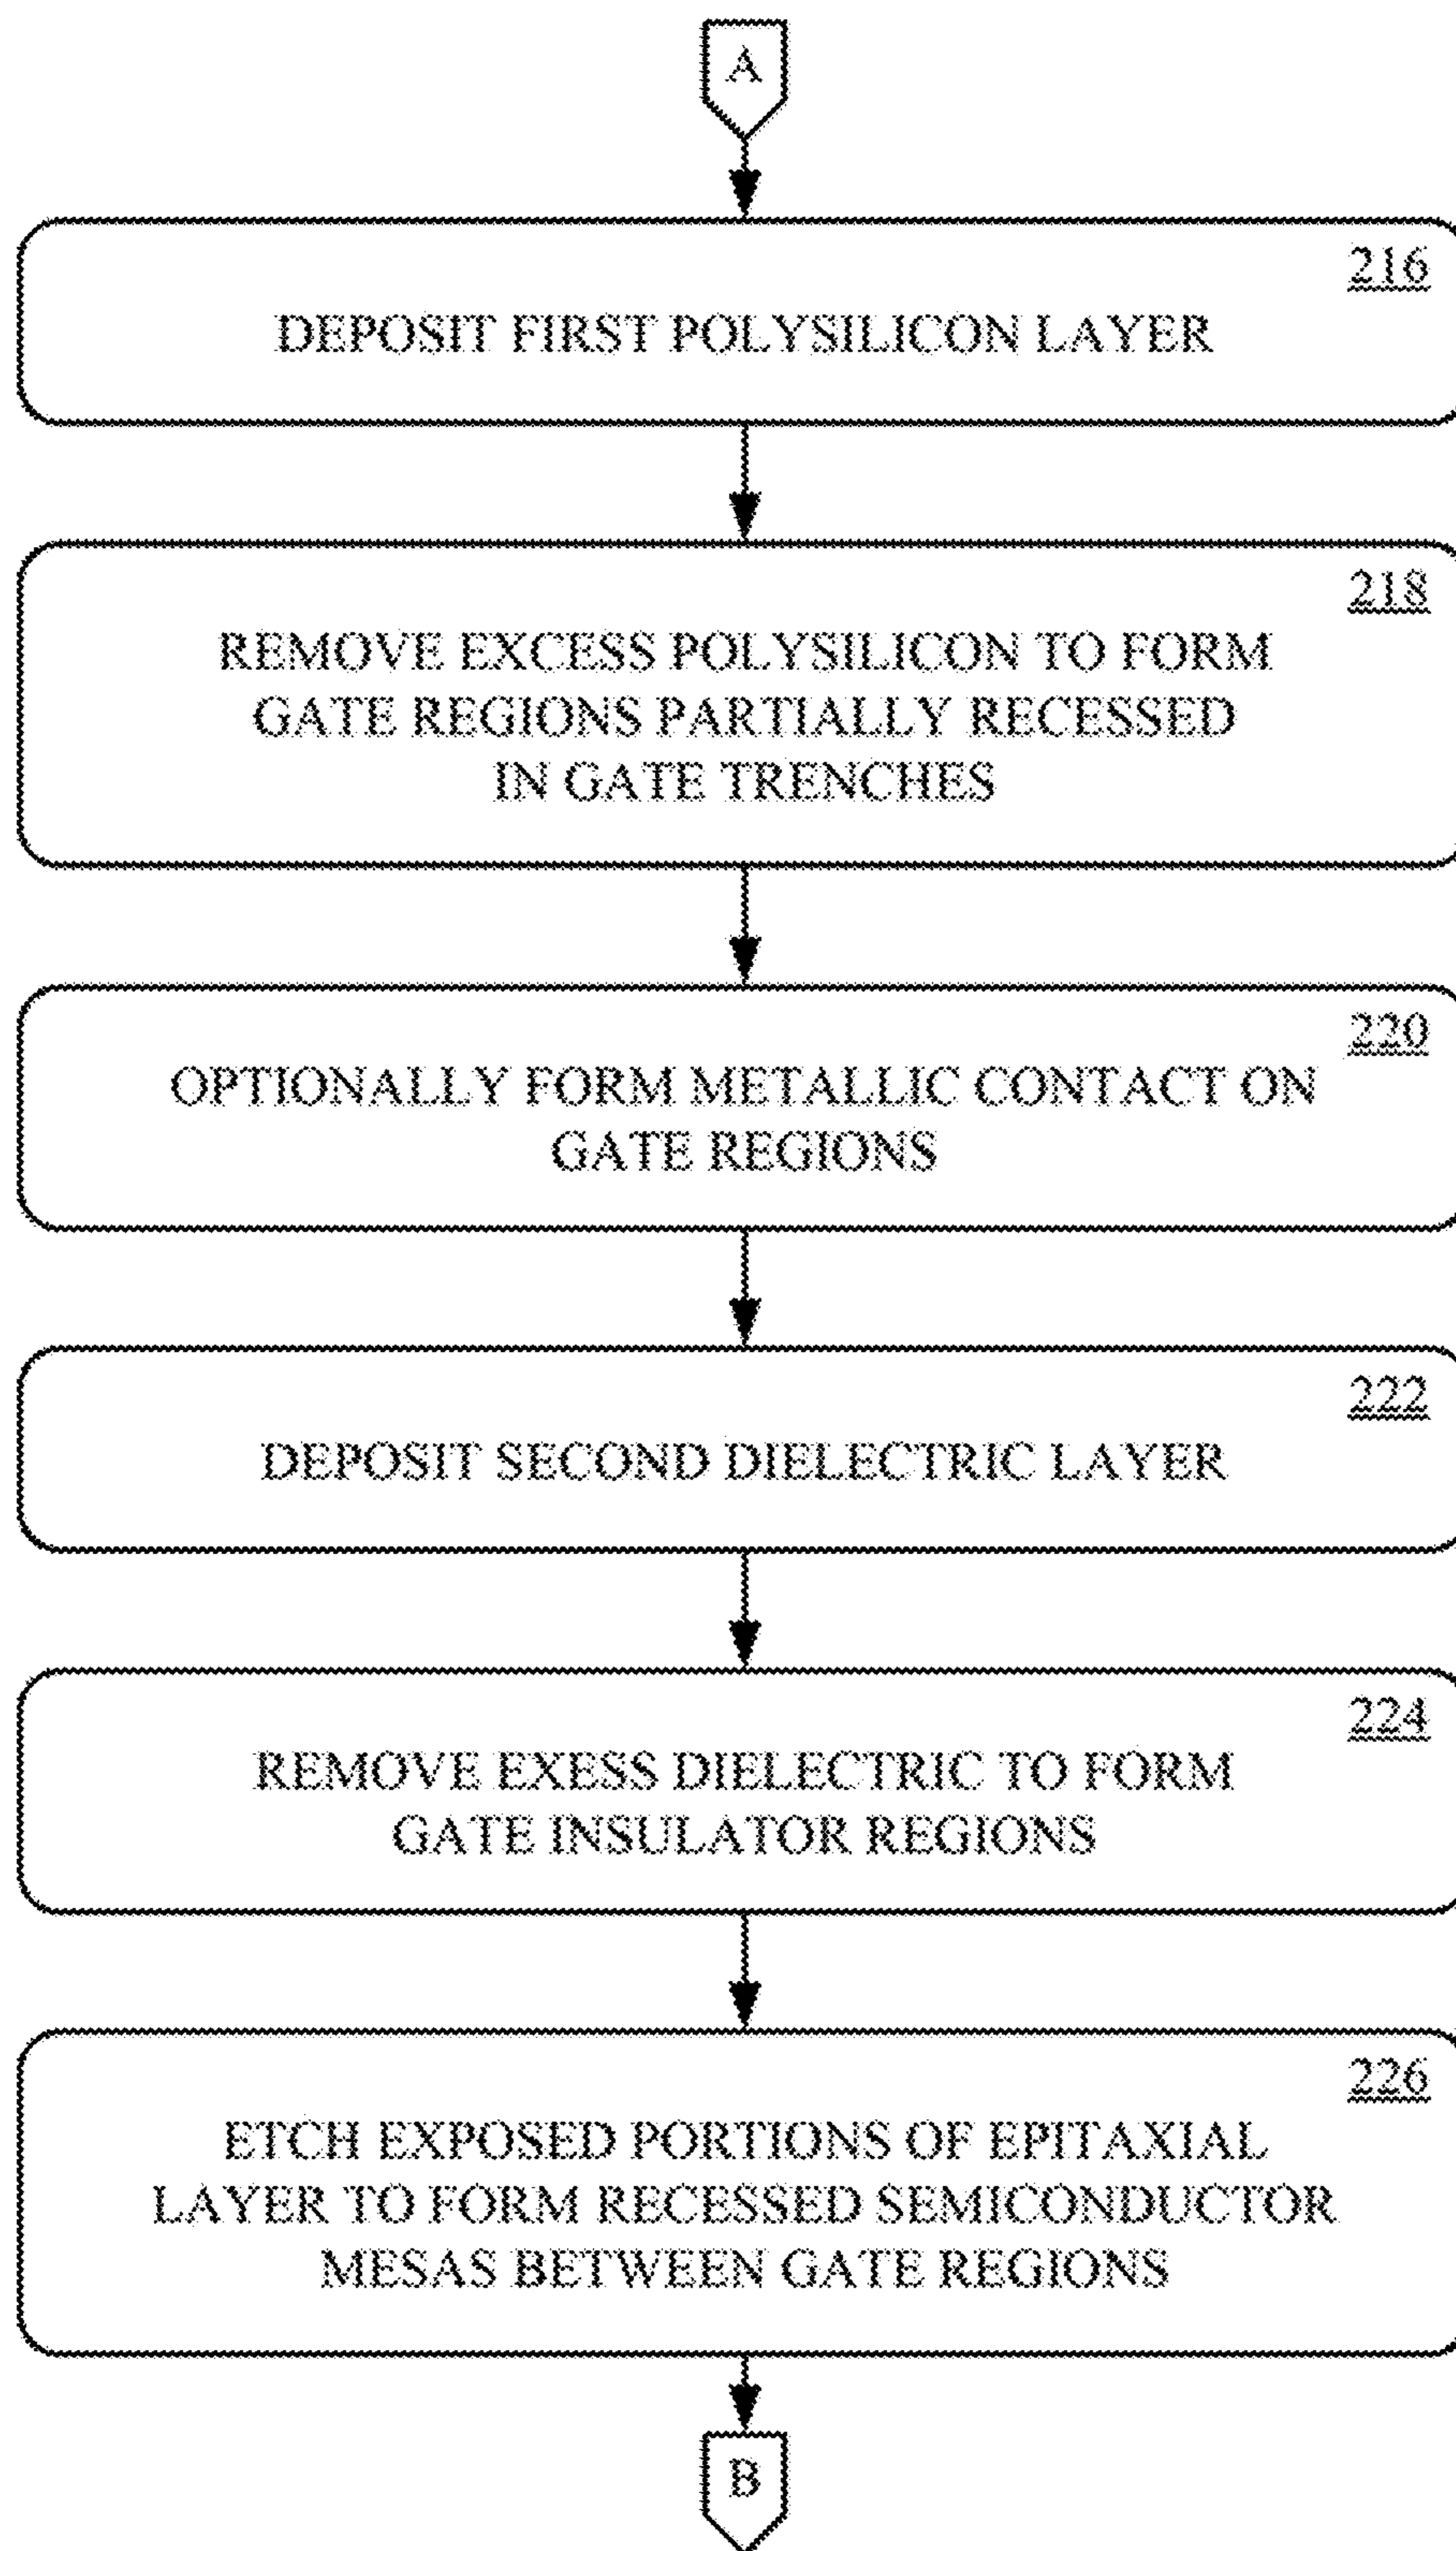 A
216
DEPOSIT FIRST POLYSILICON LAYER
218
REMOVE EXCESS POLYSILICON TO FORM
GATE REGIONS PARTIALLY RECESSED
IN GATE TRENCHES
220
OPTIONALLY FORM METALLIC CONTACT ON
GATE REGIONS
222
DEPOSIT SECOND DIELECTRIC LAYER
224
REMOVE EXESS DIELECTRIC TO FORM
GATE INSULATOR REGIONS
226
ETCH EXPOSED PORTIONS OF EPITAXIAL
LAYER TO FORM RECESSED SEMICONDUCTOR
MESAS BETWEEN GATE REGIONS
B